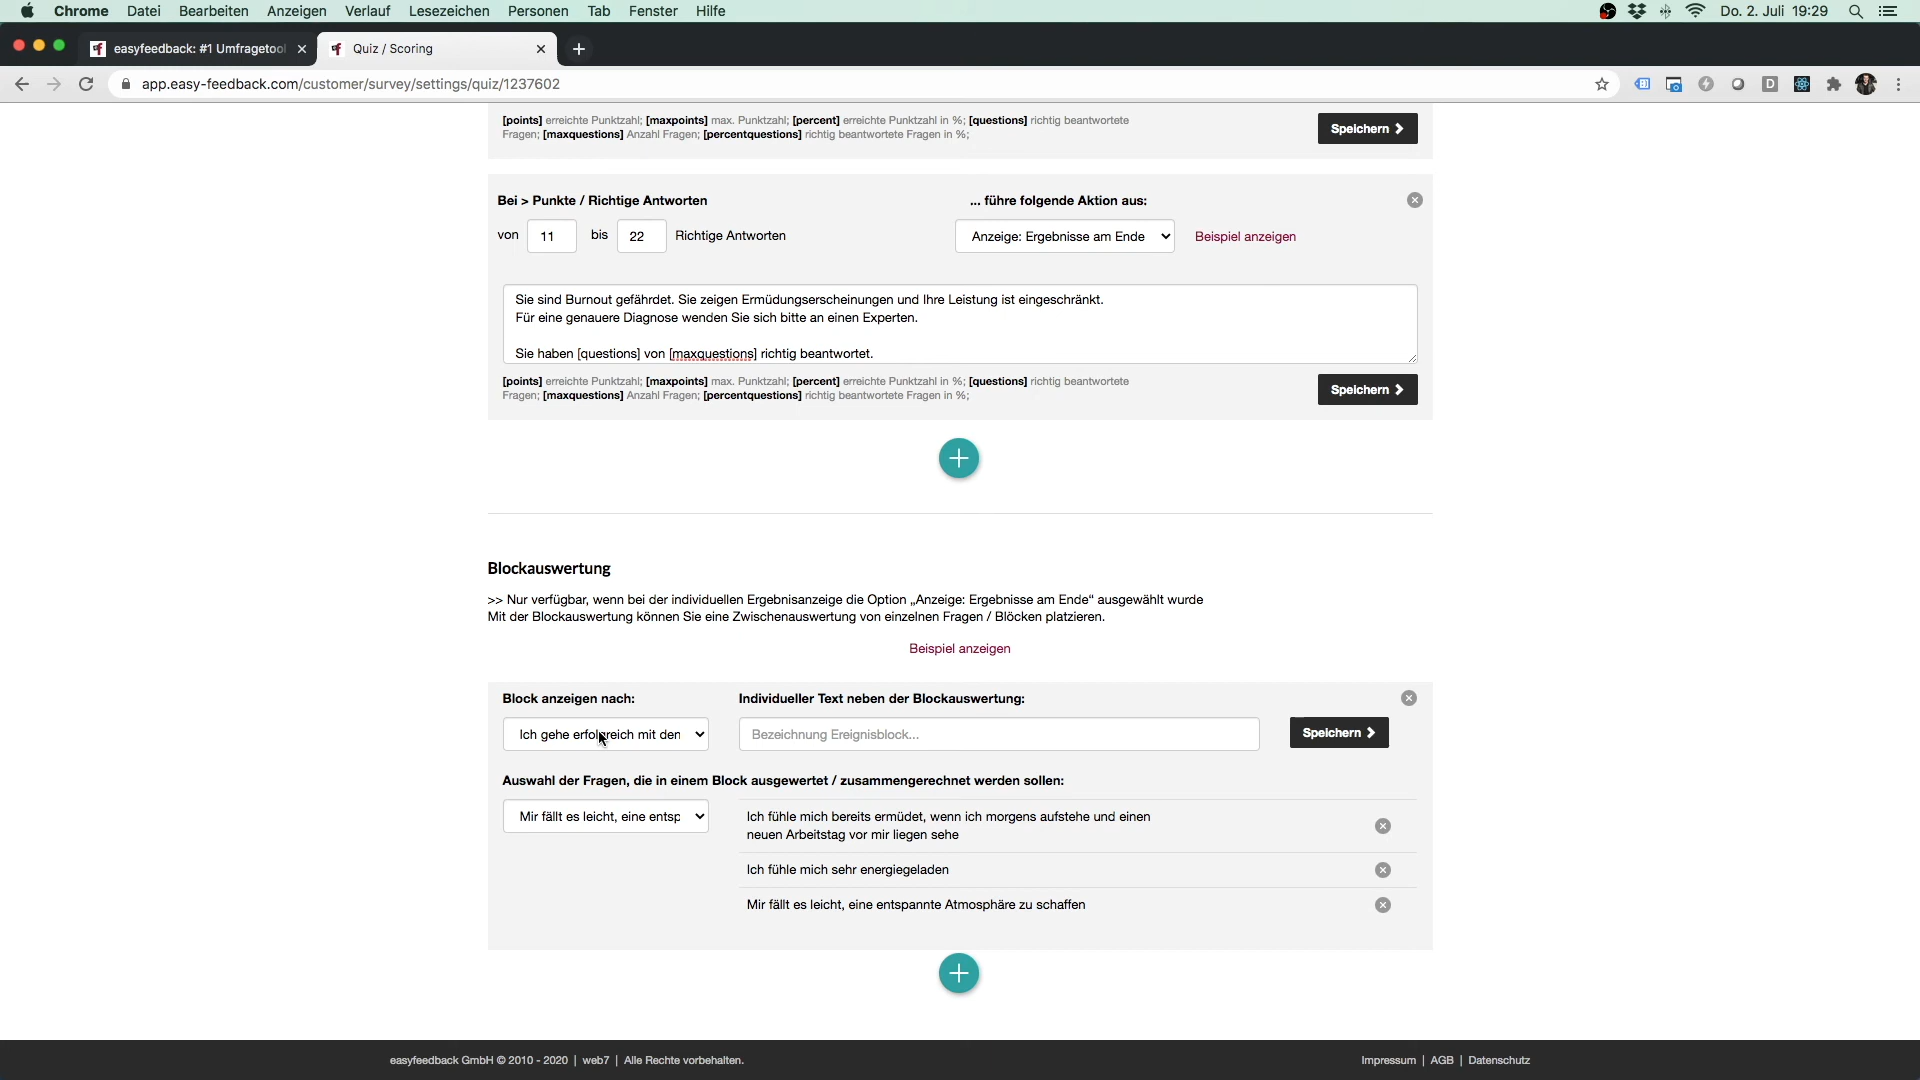 Chrome Datei Bearbeiten Anzeigen Verlauf Lesezeichen Personen Tab Fenster Hilfe Do. 2. Juli 19:29
easyfeedback: #1 Umfragetool Quiz / Scoring
app.easy-feedback.com/customer/survey/settings/quiz/1237602
[points] erreichte Punktzahl; [maxpoints] max. Punktzahl; [percent] erreichte Punktzahl in %; [questions] richtig beantwortete
Fragen; [maxquestions] Anzahl Fragen; [percentquestions] richtig beantwortete Fragen in %;
Speichern
Bei > Punkte / Richtige Antworten ... führe folgende Aktion aus:
von 11 bis 22 Richtige Antworten Anzeige: Ergebnisse am Ende Beispiel anzeigen
Sie sind Burnout gefährdet. Sie zeigen Ermüdungserscheinungen und Ihre Leistung ist eingeschränkt.
Für eine genauere Diagnose wenden Sie sich bitte an einen Experten.
Sie haben [questions] von [maxquestions] richtig beantwortet.
[points] erreichte Punktzahl; [maxpoints] max. Punktzahl; [percent] erreichte Punktzahl in %; [questions] richtig beantwortete
Fragen; [maxquestions] Anzahl Fragen; [percentquestions] richtig beantwortete Fragen in %;
Speichern
Blockauswertung
>> Nur verfügbar, wenn bei der individuellen Ergebnisanzeige die Option „Anzeige: Ergebnisse am Ende“ ausgewählt wurde
Mit der Blockauswertung können Sie eine Zwischenauswertung von einzelnen Fragen / Blöcken platzieren.
Beispiel anzeigen
Block anzeigen nach: Individueller Text neben der Blockauswertung:
Ich gehe erfolgreich mit den Bezeichnung Ereignisblock... Speichern
Auswahl der Fragen, die in einem Block ausgewertet / zusammengerechnet werden sollen:
Mir fällt es leicht, eine entsp
Ich fühle mich bereits ermüdet, wenn ich morgens aufstehe und einen
neuen Arbeitstag vor mir liegen sehe
Ich fühle mich sehr energiegeladen
Mir fällt es leicht, eine entspannte Atmosphäre zu schaffen
easyfeedback GmbH © 2010 - 2020 | web7 | Alle Rechte vorbehalten. Impressum | AGB | Datenschutz